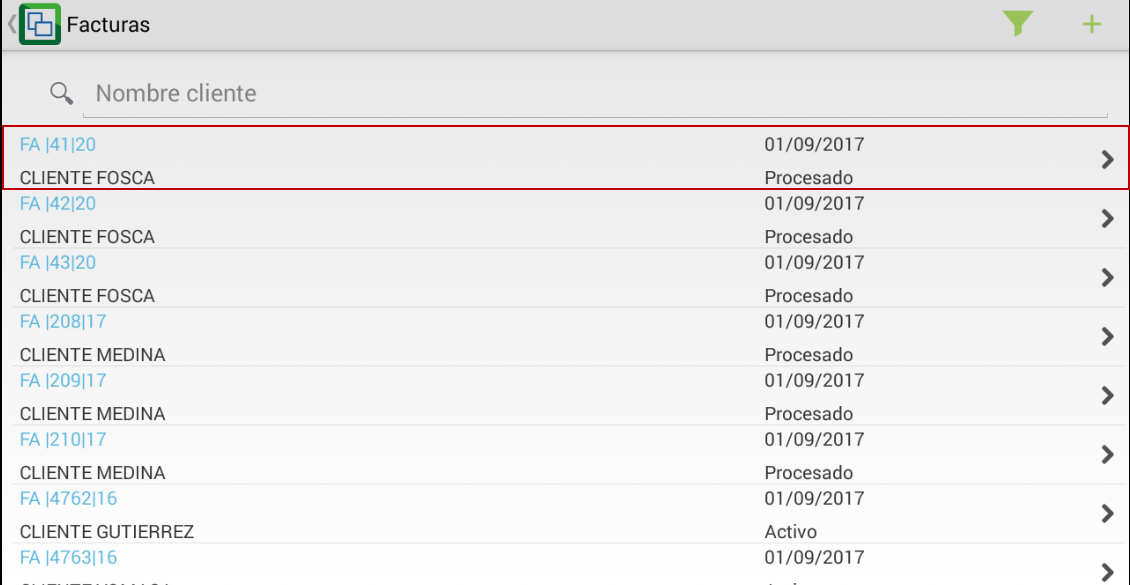 Facturas
Nombre cliente
FA |41|20 01/09/2017
CLIENTE FOSCA Procesado
FA |42|20 01/09/2017
CLIENTE FOSCA Procesado
FA |43|20 01/09/2017
CLIENTE FOSCA Procesado
FA |208|17 01/09/2017
CLIENTE MEDINA Procesado
FA |209|17 01/09/2017
CLIENTE MEDINA Procesado
FA |210|17 01/09/2017
CLIENTE MEDINA Procesado
FA |4762|16 01/09/2017
CLIENTE GUTIERREZ Activo
FA |4763|16 01/09/2017